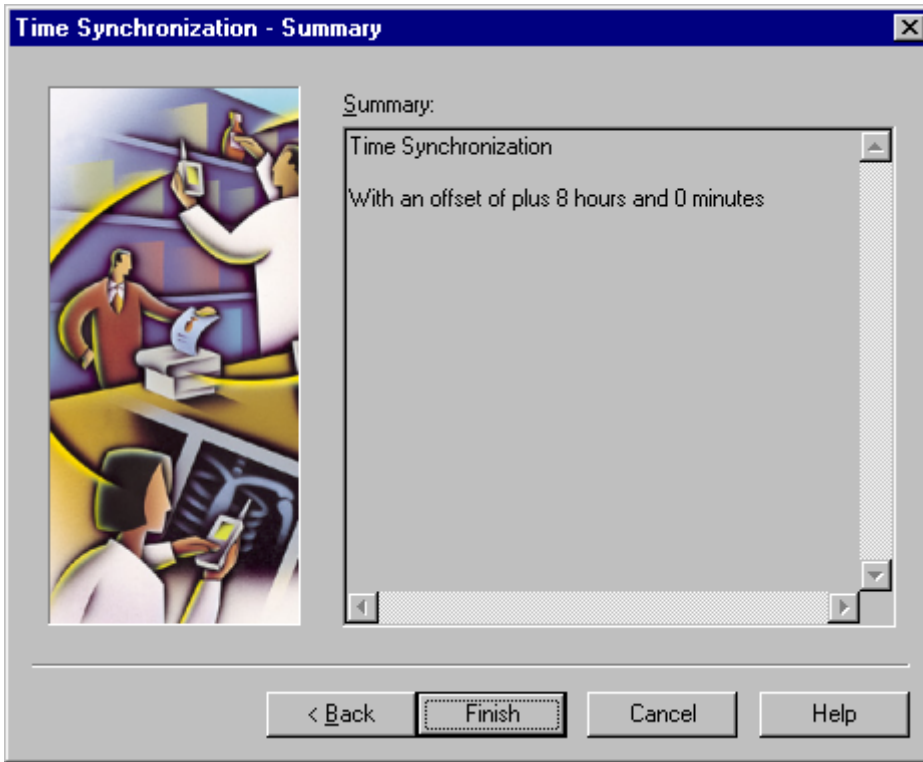 Time Synchronization - Summary
Summary:
Time Synchronization
With an offset of plus 8 hours and 0 minutes
< Back
Finish
Cancel
Help